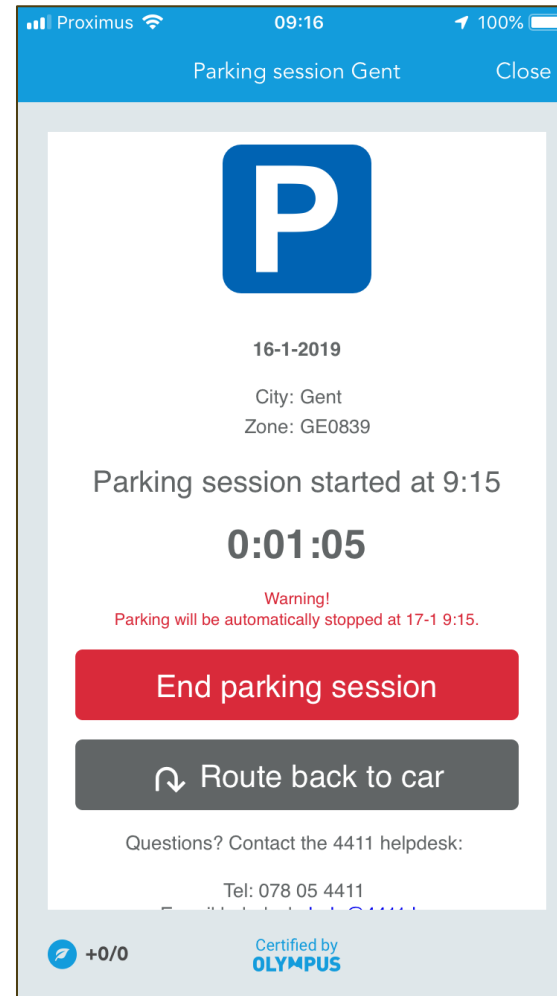 Proximus
09:16
100%
Parking session Gent
Close
P
16-1-2019
City: Gent
Zone: GE0839
Parking session started at 9:15
0:01:05
Warning!
Parking will be automatically stopped at 17-1 9:15.
End parking session
Route back to car
Questions? Contact the 4411 helpdesk:
Tel: 078 05 4411
+0/0
Certified by
OLYMPUS